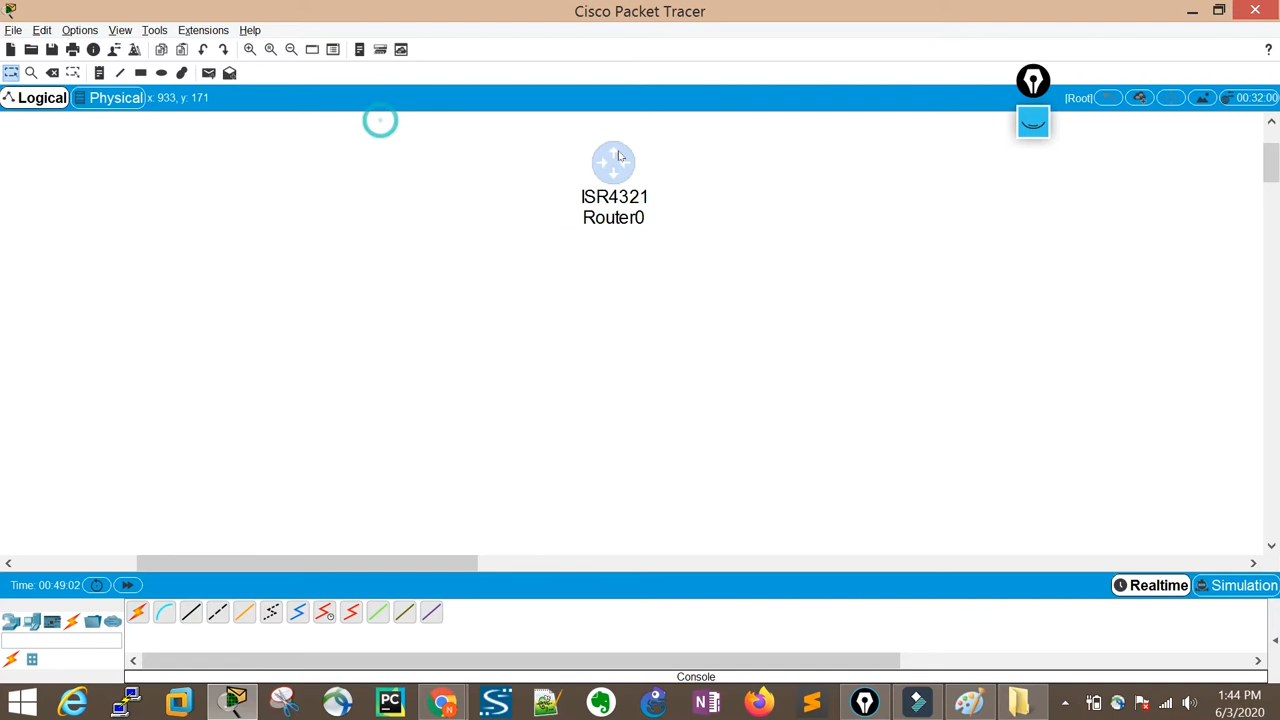 Cisco Packet Tracer
File Edit Options View Tools Extensions Help
?
Logical Physical x: 933, y: 171 [Root] 00:32:00
ISR4321
Router0
Time: 00:49:02 Realtime Simulation
Console
PC N
1:44 PM
6/3/2020